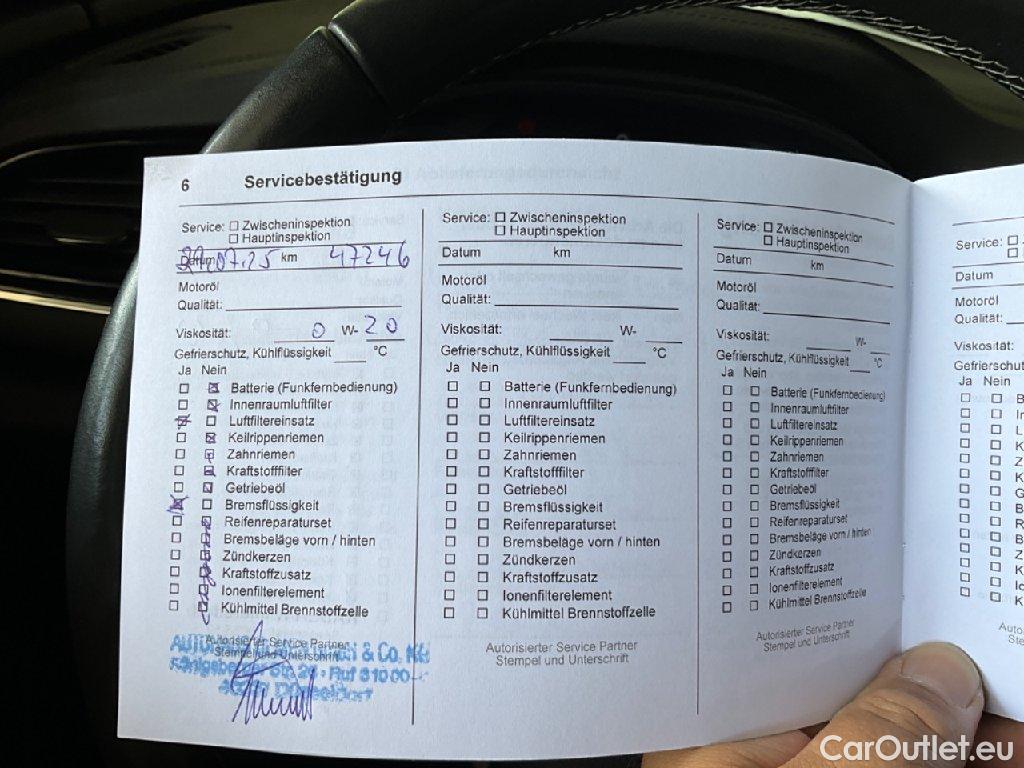 6 Servicebestätigung
Service: ☐ Zwischeninspektion
☐ Hauptinspektion
Datum 07.25 km 47246
Motoröl
Qualität:
Viskosität: 0 W- 20
Gefrierschutz, Kühlflüssigkeit °C
Ja Nein
☐ ☒ Batterie (Funkfernbedienung)
☐ ☒ Innenraumluftfilter
☒ ☐ Luftfiltereinsatz
☐ ☒ Keilrippenriemen
☐ ☒ Zahnriemen
☐ ☒ Kraftstofffilter
☐ ☒ Getriebeöl
☒ ☐ Bremsflüssigkeit
☐ ☒ Reifenreparaturset
☐ ☒ Bremsbeläge vorn / hinten
☐ ☒ Zündkerzen
☐ ☒ Kraftstoffzusatz
☐ ☒ Ionenfilterelement
☐ ☒ Kühlmittel Brennstoffzelle
Autorisierter Service Partner
Stempel und Unterschrift
& Co. KG
Düsseldorf
Service: ☐ Zwischeninspektion
☐ Hauptinspektion
Datum km
Motoröl
Qualität:
Viskosität: W-
Gefrierschutz, Kühlflüssigkeit °C
Ja Nein
☐ ☐ Batterie (Funkfernbedienung)
☐ ☐ Innenraumluftfilter
☐ ☐ Luftfiltereinsatz
☐ ☐ Keilrippenriemen
☐ ☐ Zahnriemen
☐ ☐ Kraftstofffilter
☐ ☐ Getriebeöl
☐ ☐ Bremsflüssigkeit
☐ ☐ Reifenreparaturset
☐ ☐ Bremsbeläge vorn / hinten
☐ ☐ Zündkerzen
☐ ☐ Kraftstoffzusatz
☐ ☐ Ionenfilterelement
☐ ☐ Kühlmittel Brennstoffzelle
Autorisierter Service Partner
Stempel und Unterschrift
Service: ☐ Zwischeninspektion
☐ Hauptinspektion
Datum km
Motoröl
Qualität:
Viskosität: W-
Gefrierschutz, Kühlflüssigkeit °C
Ja Nein
☐ ☐ Batterie (Funkfernbedienung)
☐ ☐ Innenraumluftfilter
☐ ☐ Luftfiltereinsatz
☐ ☐ Keilrippenriemen
☐ ☐ Zahnriemen
☐ ☐ Kraftstofffilter
☐ ☐ Getriebeöl
☐ ☐ Bremsflüssigkeit
☐ ☐ Reifenreparaturset
☐ ☐ Bremsbeläge vorn / hinten
☐ ☐ Zündkerzen
☐ ☐ Kraftstoffzusatz
☐ ☐ Ionenfilterelement
☐ ☐ Kühlmittel Brennstoffzelle
Autorisierter Service Partner
Stempel und Unterschrift
Service: ☐
☐
Datum
Motoröl
Qualität:
Viskosität:
Ja Nein
CarOutlet.eu